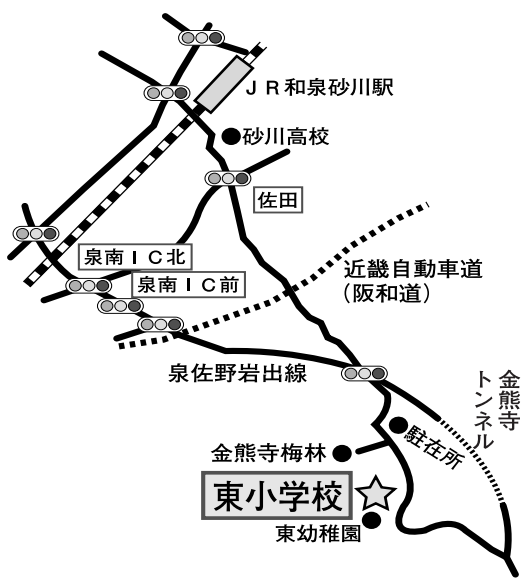 ＪＲ和泉砂川駅
砂川高校
佐田
泉南ＩＣ北
泉南ＩＣ前
近畿自動車道
（阪和道）
泉佐野岩出線
金熊寺
トンネル
駐在所
金熊寺梅林
東小学校
東幼稚園